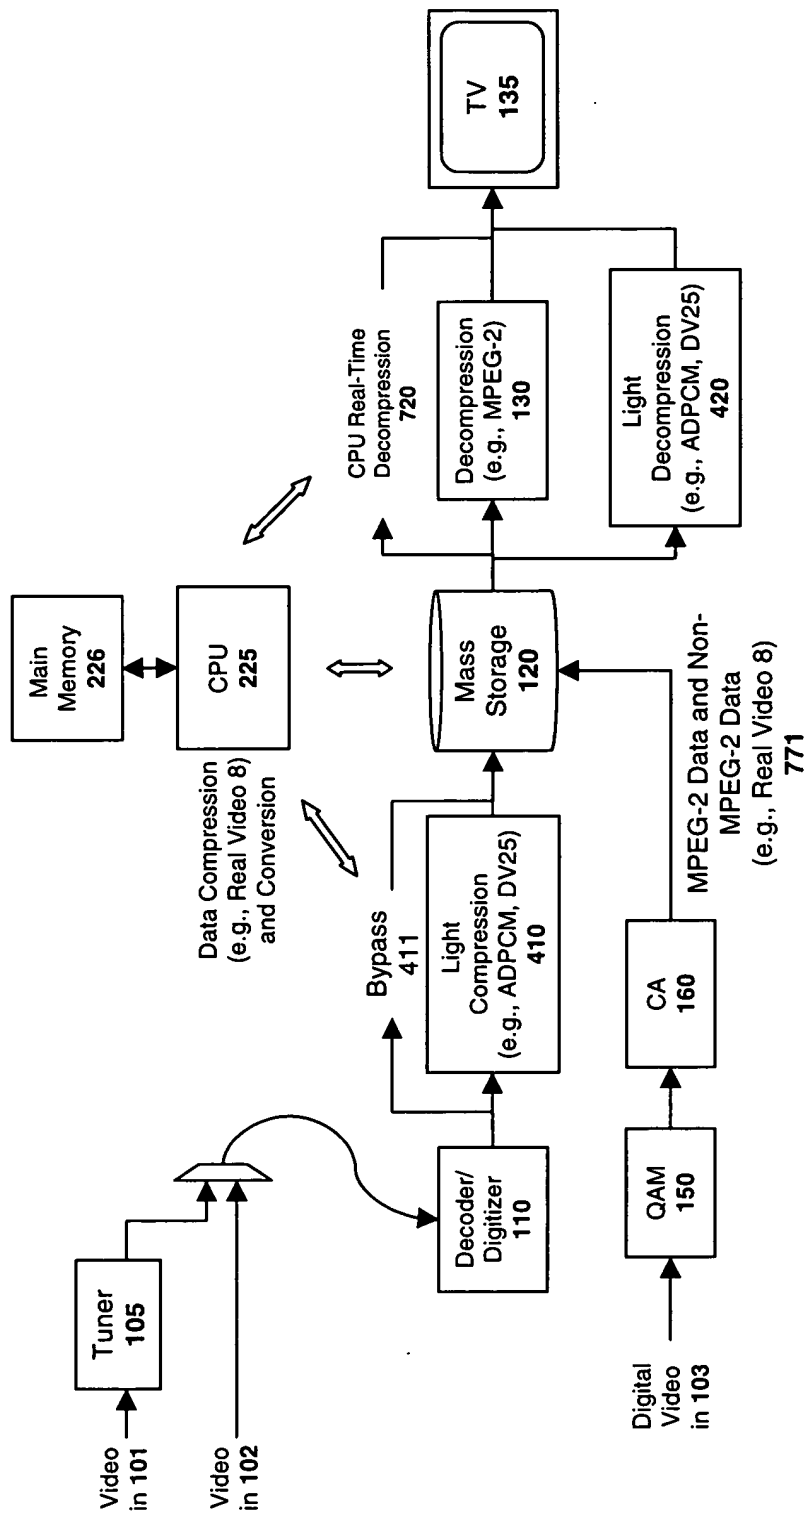 Video
in 101
Tuner
105
Video
in 102
Decoder/
Digitizer
110
Bypass
411
Light
Compression
(e.g., ADPCM, DV25)
410
Data Compression
(e.g., Real Video 8)
and Conversion
Main
Memory
226
CPU
225
Mass
Storage
120
CPU Real-Time
Decompression
720
Decompression
(e.g., MPEG-2)
130
Light
Decompression
(e.g., ADPCM, DV25)
420
TV
135
Digital
Video
in 103
QAM
150
CA
160
MPEG-2 Data and Non-
MPEG-2 Data
(e.g., Real Video 8)
771